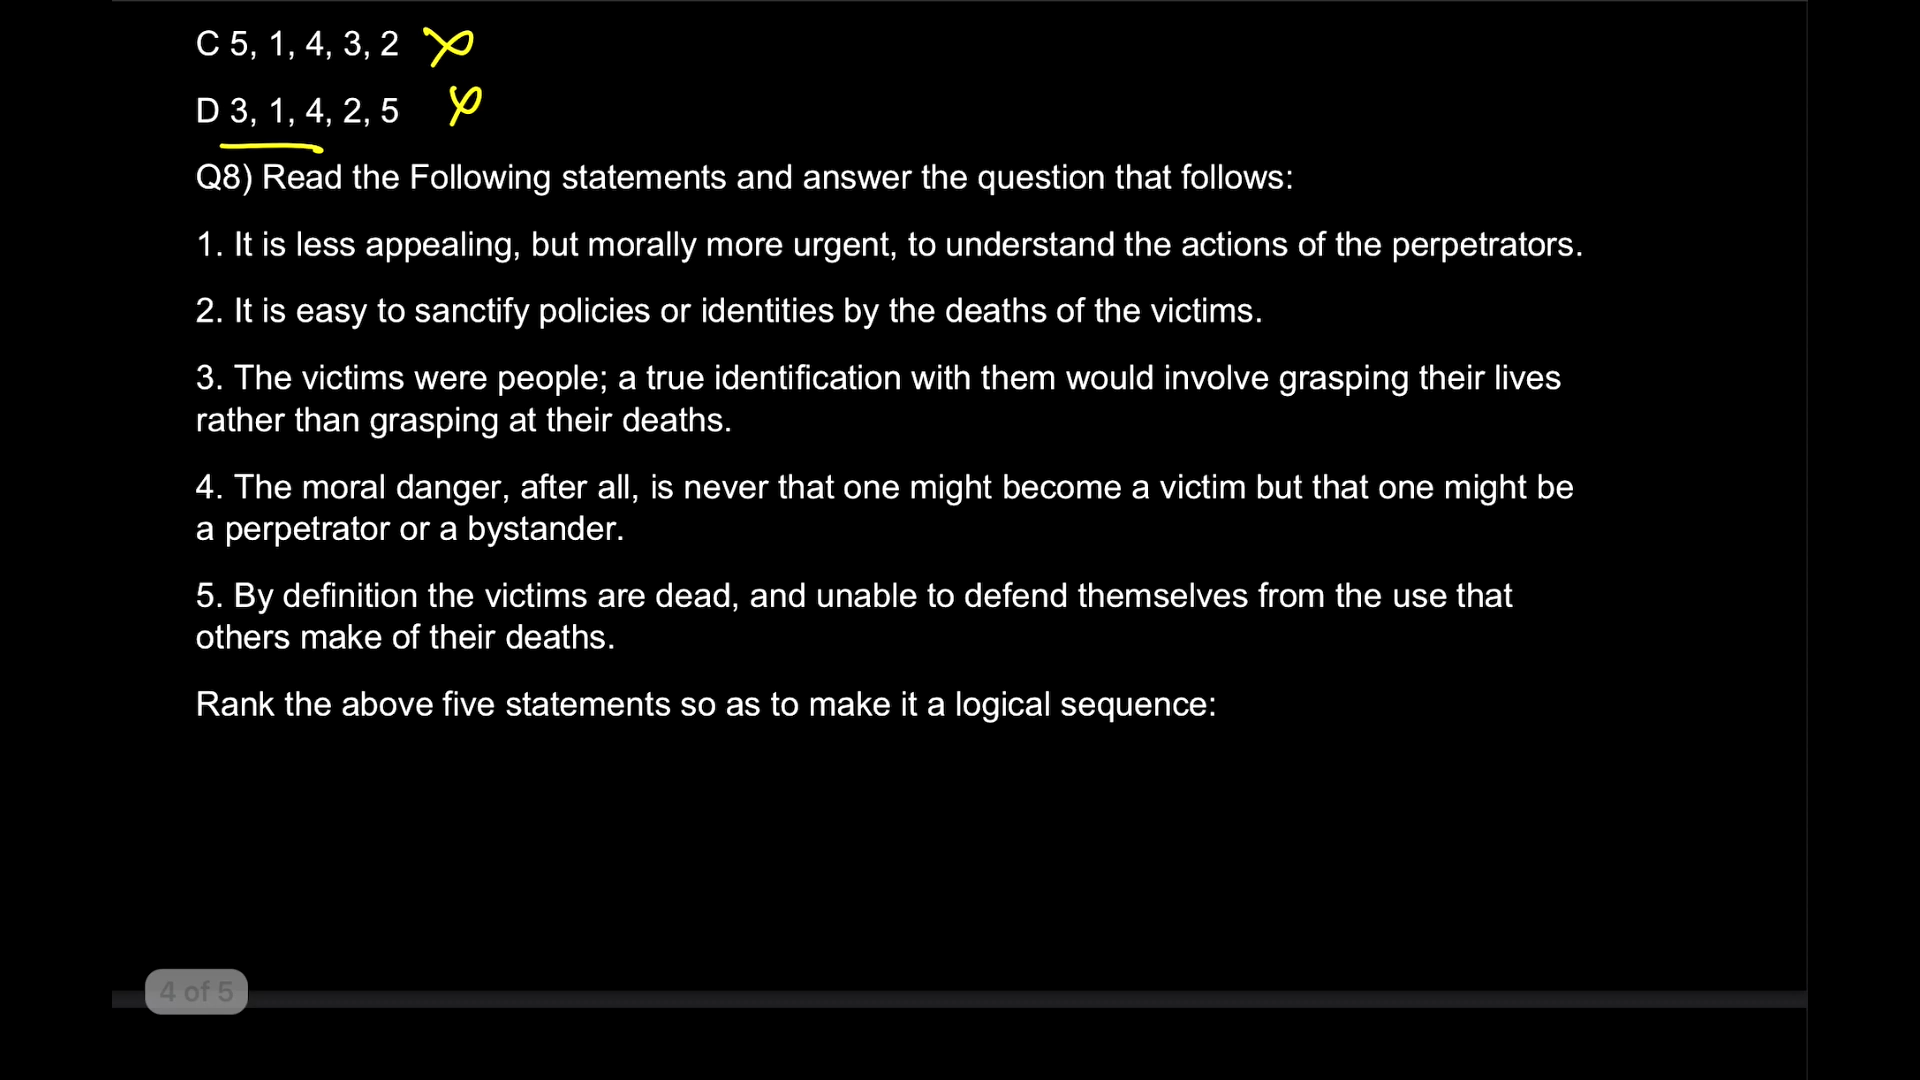 C 5, 1, 4, 3, 2
D 3, 1, 4, 2, 5
Q8) Read the Following statements and answer the question that follows:
1. It is less appealing, but morally more urgent, to understand the actions of the perpetrators.
2. It is easy to sanctify policies or identities by the deaths of the victims.
3. The victims were people; a true identification with them would involve grasping their lives
rather than grasping at their deaths.
4. The moral danger, after all, is never that one might become a victim but that one might be
a perpetrator or a bystander.
5. By definition the victims are dead, and unable to defend themselves from the use that
others make of their deaths.
Rank the above five statements so as to make it a logical sequence:
4 of 5